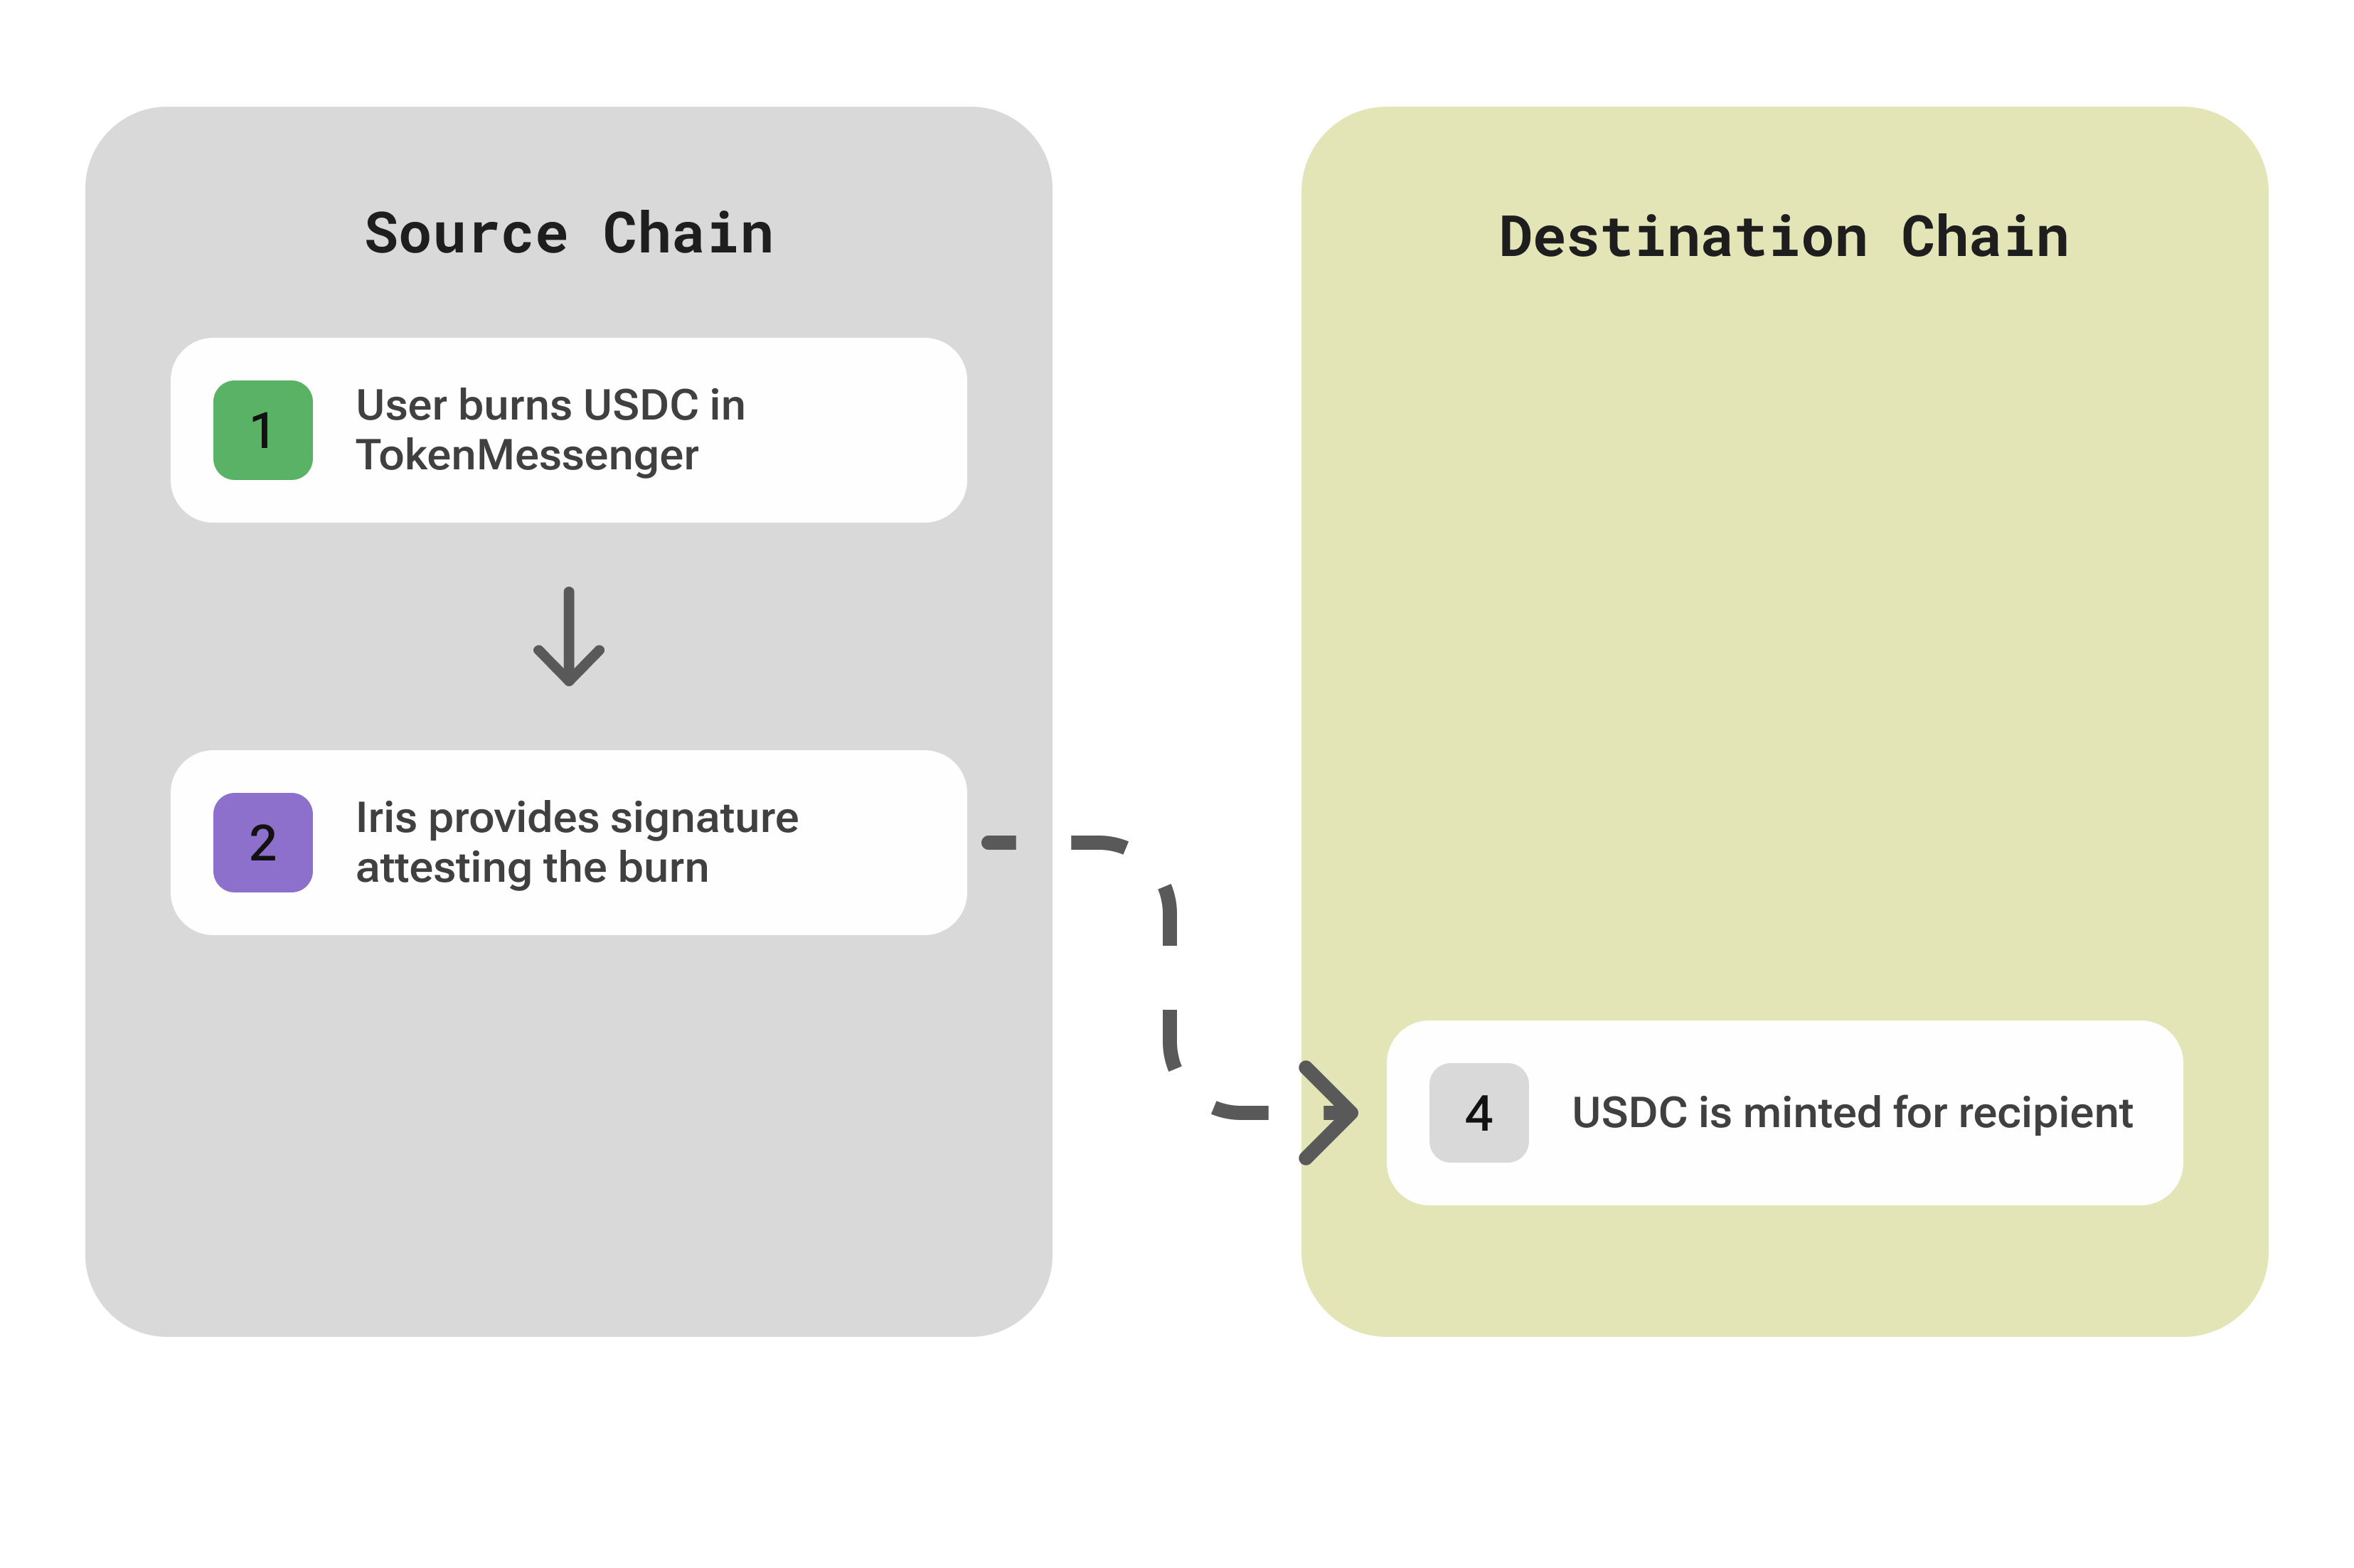 Source Chain
1
User burns USDC in
TokenMessenger
2
Iris provides signature
attesting the burn
Destination Chain
4
USDC is minted for recipient